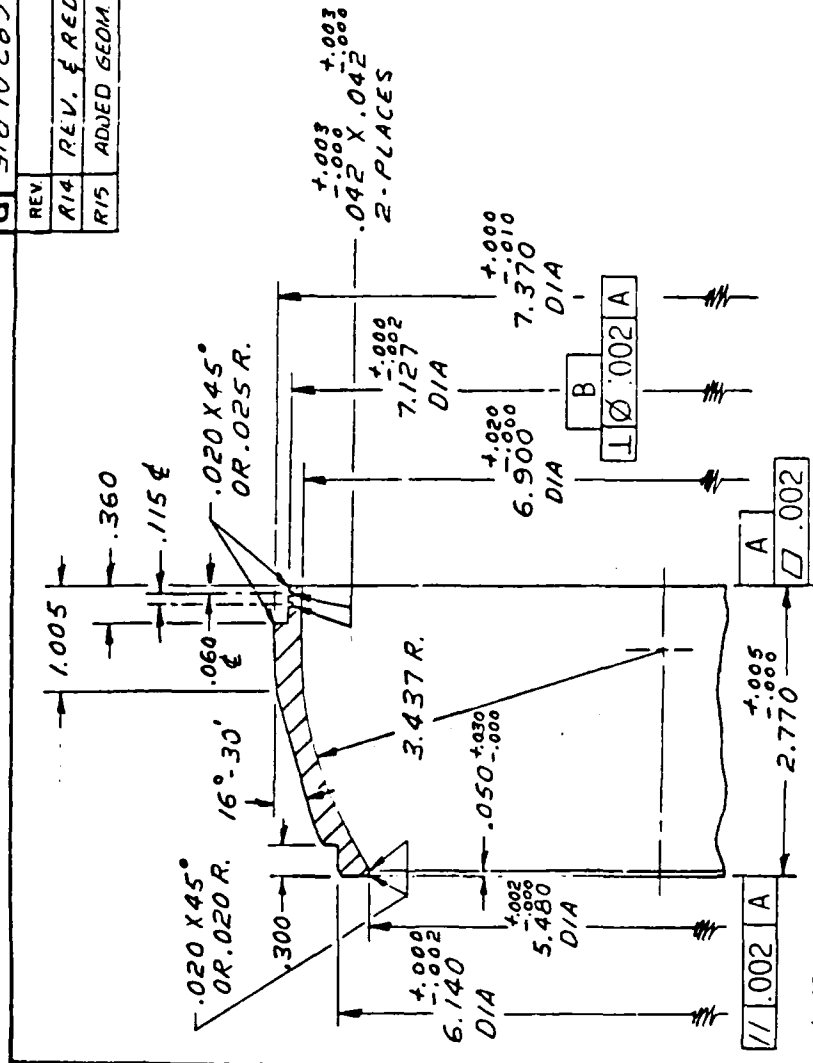 REV.
R14 REV. & RED
R15 ADDED GEOM.
.020 X 45°
OR .020 R.
.300
16°-30'
1.005
.360
.115 ℄
.060
℄
.020 X 45°
OR .025 R.
+.003 +.003
-.000 -.000
.042 X .042
2-PLACES
3.437 R.
+.030
-.000
.050
+.000
-.002
6.140
DIA
+.002
-.000
5.480
DIA
+.020
-.000
6.900
DIA
+.000
-.002
7.127
DIA
+.000
-.010
7.370
DIA
B
⊥ Ø .002 A
A
▱ .002
+.005
-.000
2.770
// .002 A